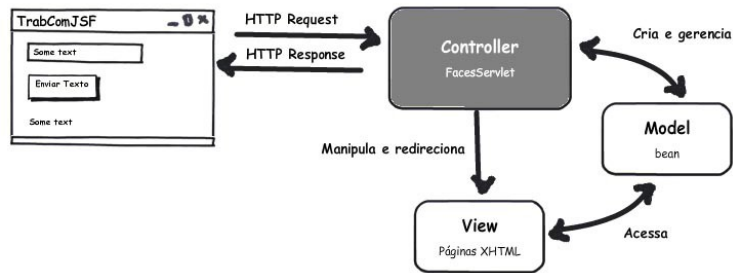 TrabComJSF
Some text
Enviar Texto
Some text
HTTP Request
HTTP Response
Controller
FacesServlet
Cria e gerencia
Model
bean
Manipula e redireciona
View
Páginas XHTML
Acessa